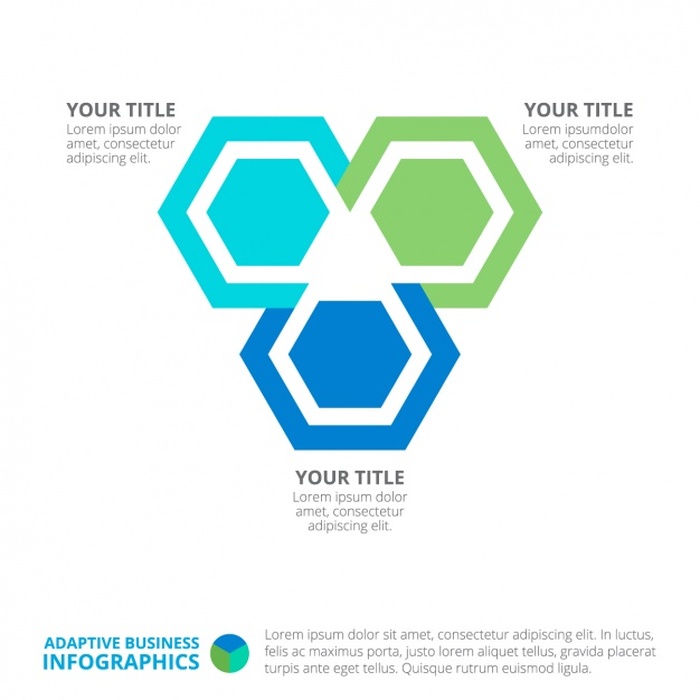 YOUR TITLE
Lorem ipsum dolor
amet, consectetur
adipiscing elit.
YOUR TITLE
Lorem ipsumdolor
amet, consectetur
adipiscing elit.
YOUR TITLE
Lorem ipsum dolor
amet, consectetur
adipiscing elit.
ADAPTIVE BUSINESS
INFOGRAPHICS
Lorem ipsum dolor sit amet, consectetur adipiscing elit. In luctus,
felis ac maximus porta, justo lorem aliquet tellus, gravida placerat
turpis ante eget tellus. Quisque rutrum euismod ligula.